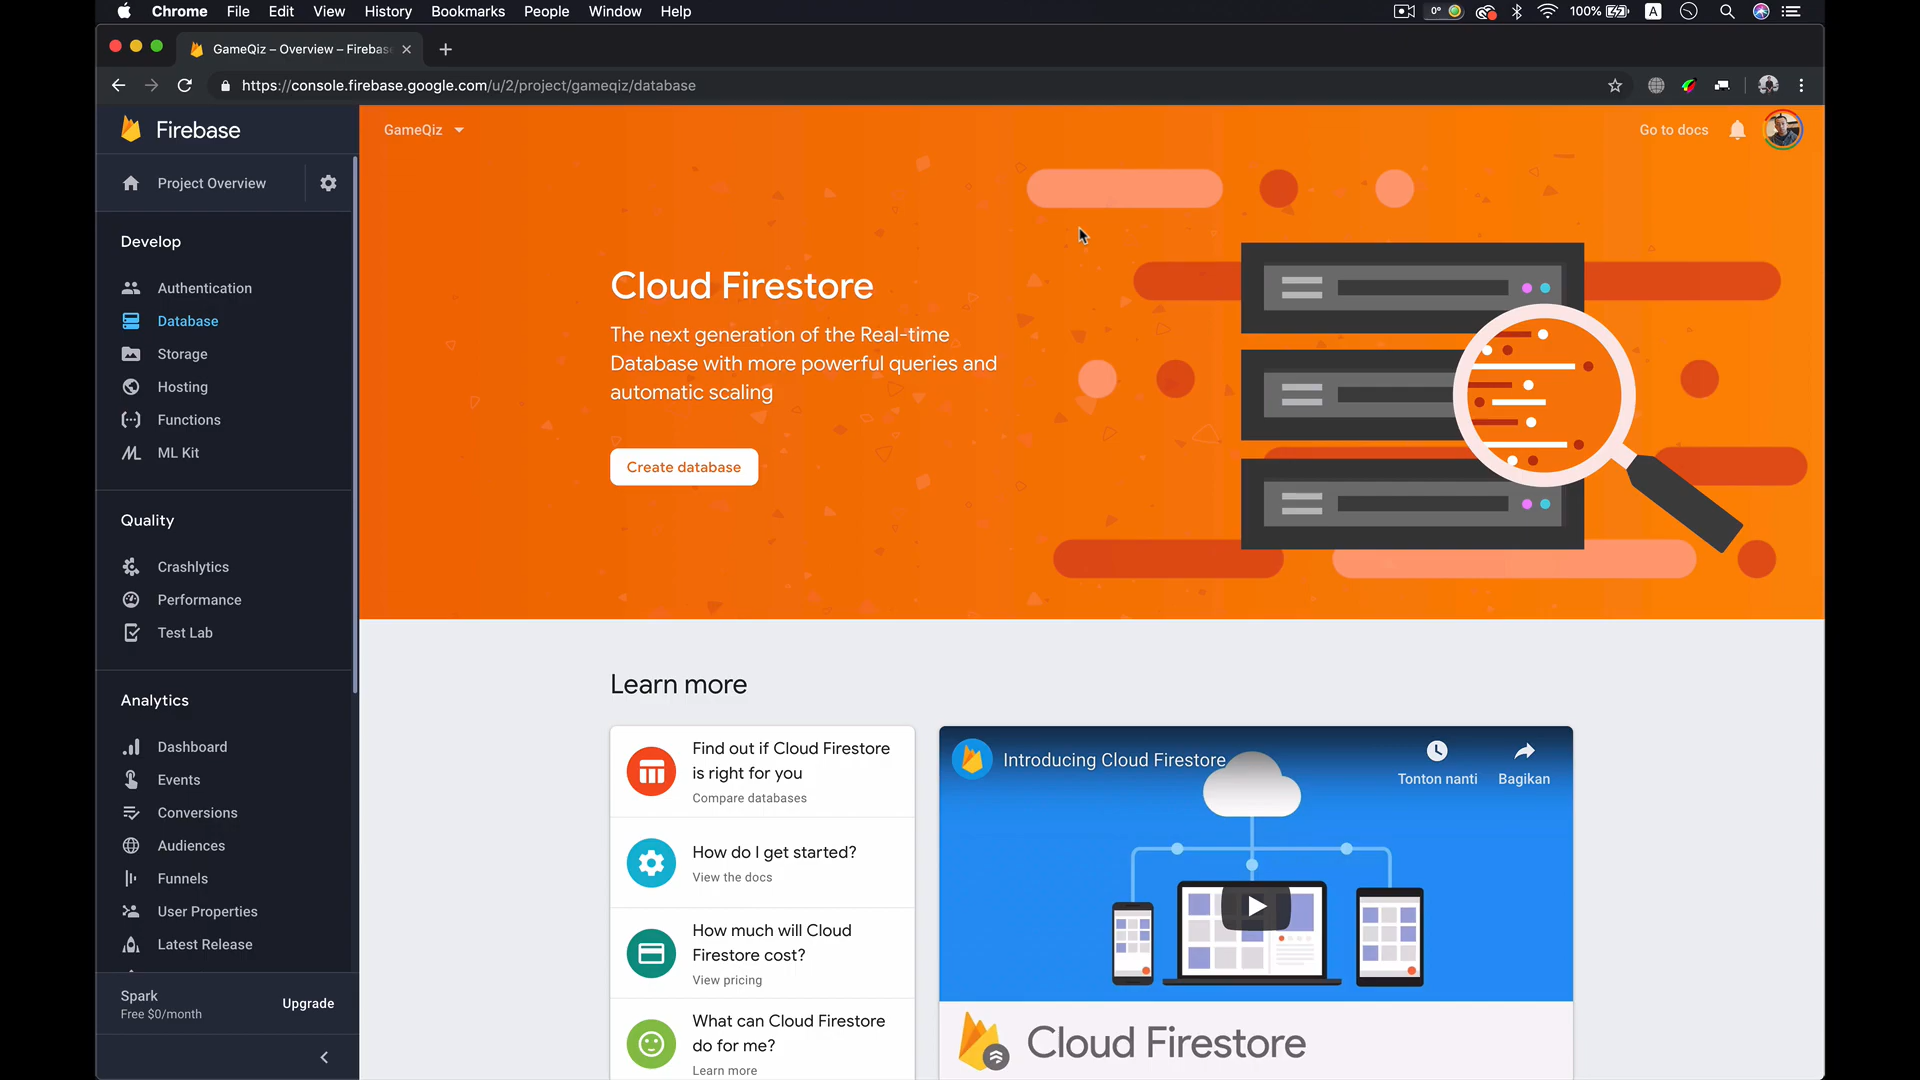 Chrome File Edit View History Bookmarks People Window Help
0° 100% A
GameQiz – Overview – Firebas
https://console.firebase.google.com/u/2/project/gameqiz/database
Firebase
GameQiz
Go to docs
Project Overview
Develop
Authentication
Database
Storage
Hosting
Functions
ML Kit
Quality
Crashlytics
Performance
Test Lab
Analytics
Dashboard
Events
Conversions
Audiences
Funnels
User Properties
Latest Release
Spark
Free $0/month
Upgrade
Cloud Firestore
The next generation of the Real-time
Database with more powerful queries and
automatic scaling
Create database
Learn more
Find out if Cloud Firestore
is right for you
Compare databases
How do I get started?
View the docs
How much will Cloud
Firestore cost?
View pricing
What can Cloud Firestore
do for me?
Learn more
Introducing Cloud Firestore
Tonton nanti
Bagikan
Cloud Firestore